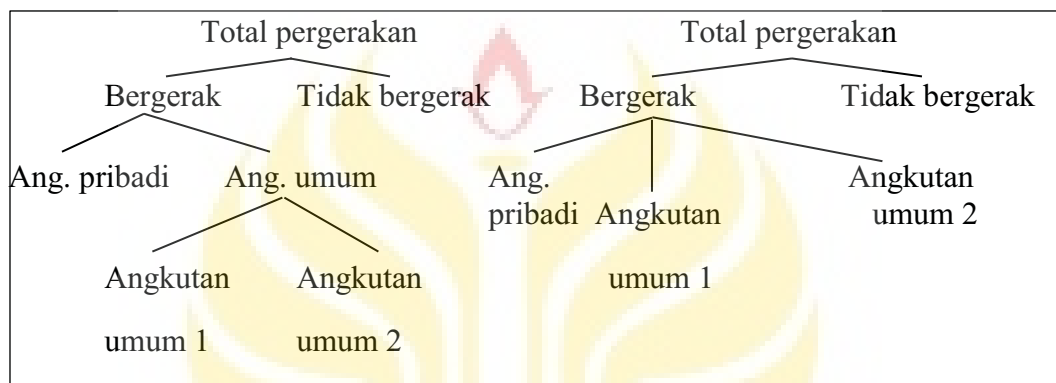 Total pergerakan
Bergerak Tidak bergerak
Ang. pribadi Ang. umum
Angkutan Angkutan
umum 1 umum 2
Total pergerakan
Bergerak Tidak bergerak
Ang. Angkutan
pribadi Angkutan umum 2
umum 1